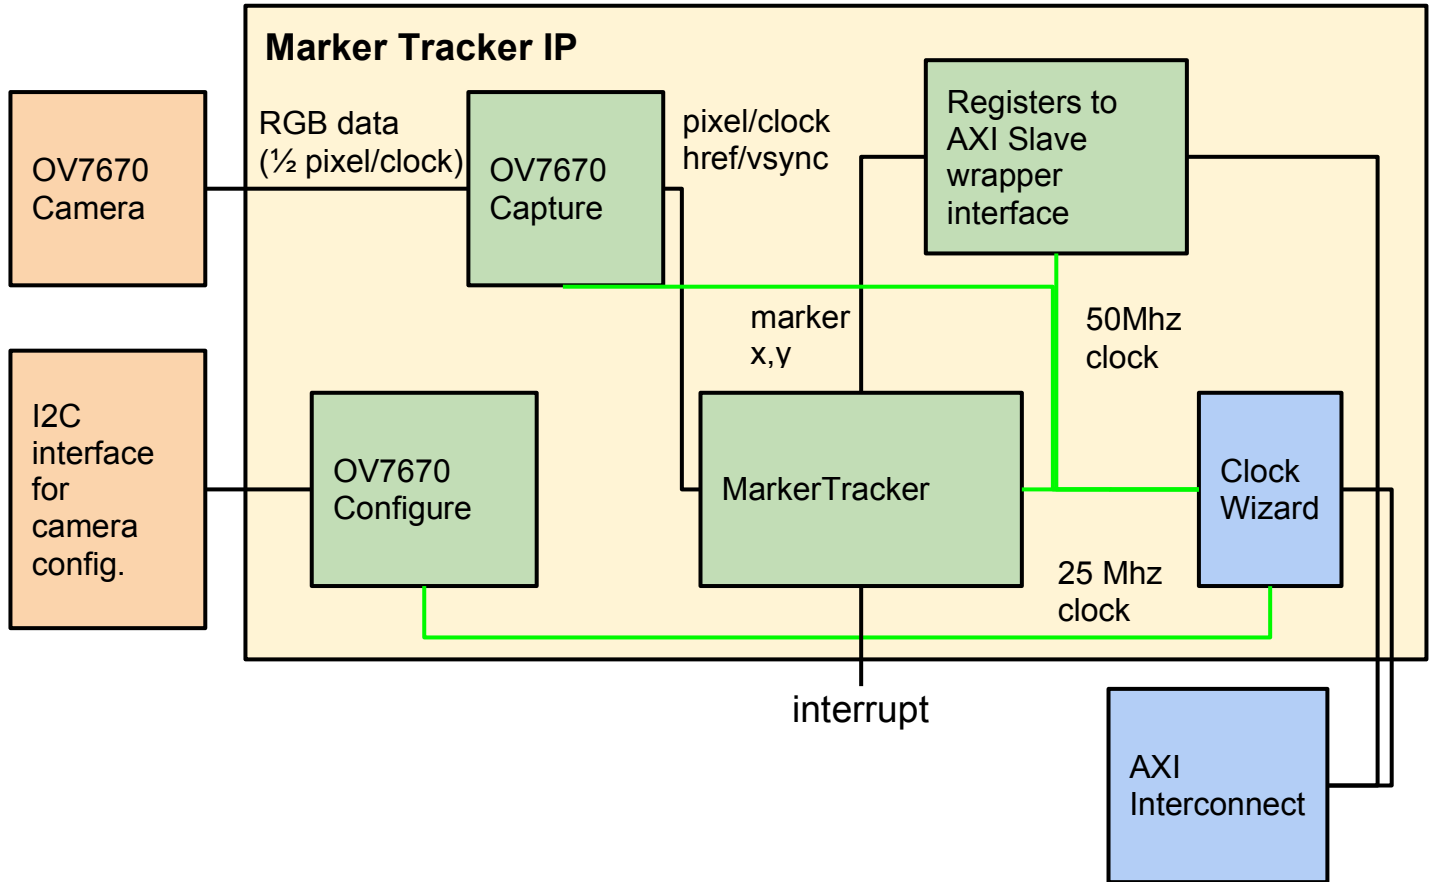 Marker Tracker IP
OV7670
Camera
RGB data
(½ pixel/clock)
OV7670
Capture
pixel/clock
href/vsync
Registers to
AXI Slave
wrapper
interface
marker
x,y
50Mhz
clock
I2C
interface
for
camera
config.
OV7670
Configure
MarkerTracker
Clock
Wizard
25 Mhz
clock
interrupt
AXI
Interconnect